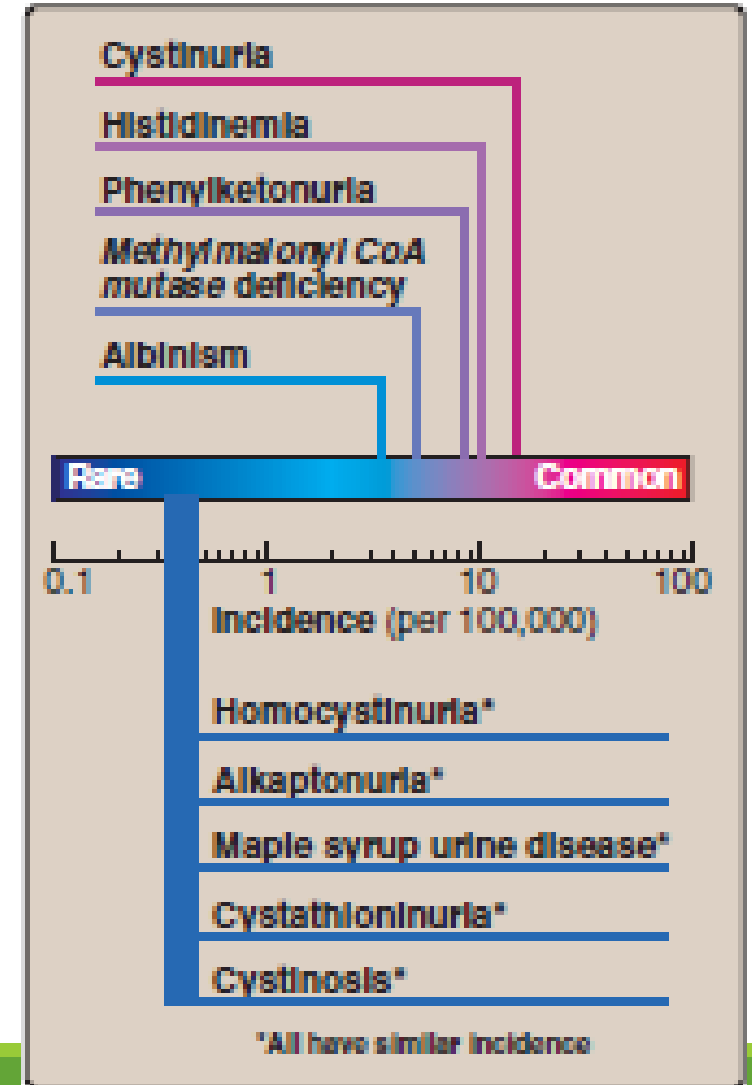 Cystinuria
Histidinemia
Phenylketonuria
Methylmalonyl CoA
mutase deficiency
Albinism
Rare Common
0.1 1 10 100
Incidence (per 100,000)
Homocystinuria*
Alkaptonuria*
Maple syrup urine disease*
Cystathioninuria*
Cystinosis*
*All have similar incidence